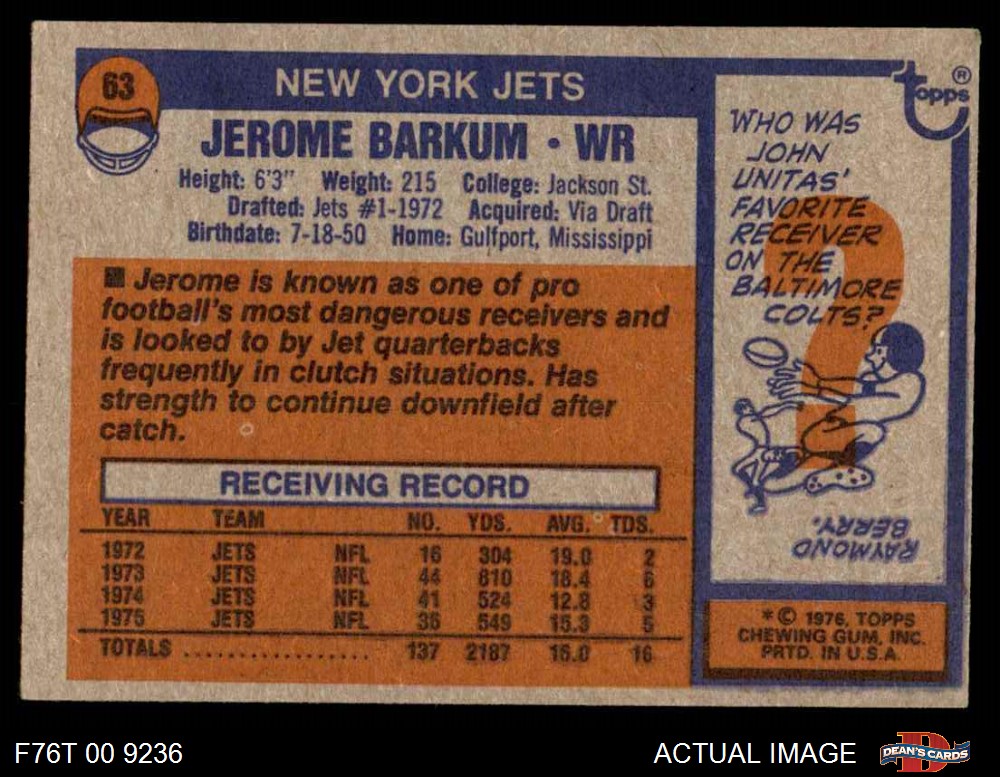 63
NEW YORK JETS
JEROME BARKUM • WR
Height: 6'3" Weight: 215 College: Jackson St.
Drafted: Jets #1-1972 Acquired: Via Draft
Birthdate: 7-18-50 Home: Gulfport, Mississippi
■ Jerome is known as one of pro
football's most dangerous receivers and
is looked to by Jet quarterbacks
frequently in clutch situations. Has
strength to continue downfield after
catch.
RECEIVING RECORD
YEAR TEAM NO. YDS. AVG. TDS.
1972 JETS NFL 16 304 19.0 2
1973 JETS NFL 44 810 18.4 6
1974 JETS NFL 41 524 12.8 3
1975 JETS NFL 36 549 15.3 5
TOTALS .................... 137 2187 16.0 16
topps ®
WHO WAS
JOHN
UNITAS'
FAVORITE
RECEIVER
ON THE
BALTIMORE
COLTS?
?
RAYMOND
BERRY.
* © 1976, TOPPS
CHEWING GUM, INC.
PRTD. IN U.S.A.
F76T 00 9236
ACTUAL IMAGE
D
DEAN'S CARDS